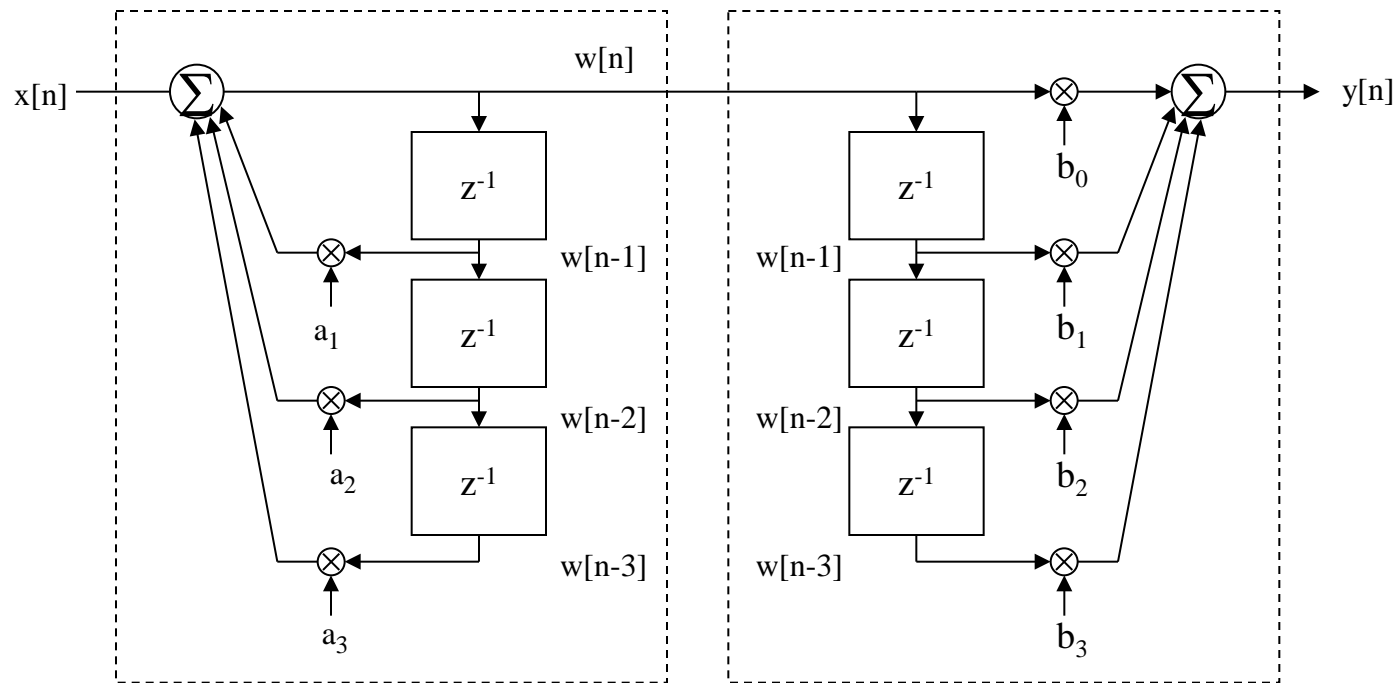 w[n]
x[n] Σ Σ y[n]
z⁻¹ z⁻¹ b₀
w[n-1] w[n-1]
a₁ z⁻¹ z⁻¹ b₁
w[n-2] w[n-2]
a₂ z⁻¹ z⁻¹ b₂
w[n-3] w[n-3]
a₃ b₃